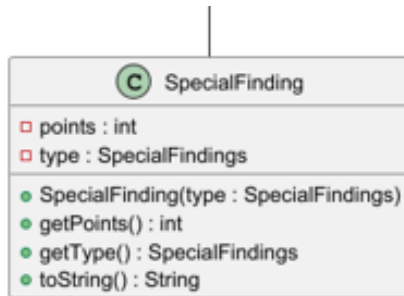 C SpecialFinding
points : int
type : SpecialFindings
SpecialFinding(type : SpecialFindings)
getPoints() : int
getType() : SpecialFindings
toString() : String